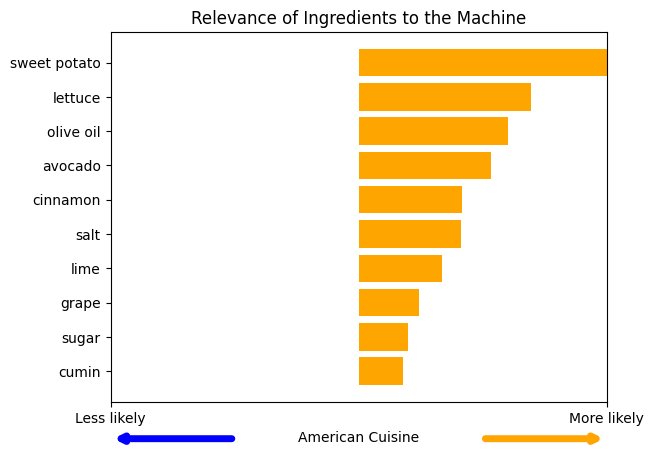 Relevance of Ingredients to the Machine
sweet potato
lettuce
olive oil
avocado
cinnamon
salt
lime
grape
sugar
cumin
Less likely
More likely
American Cuisine